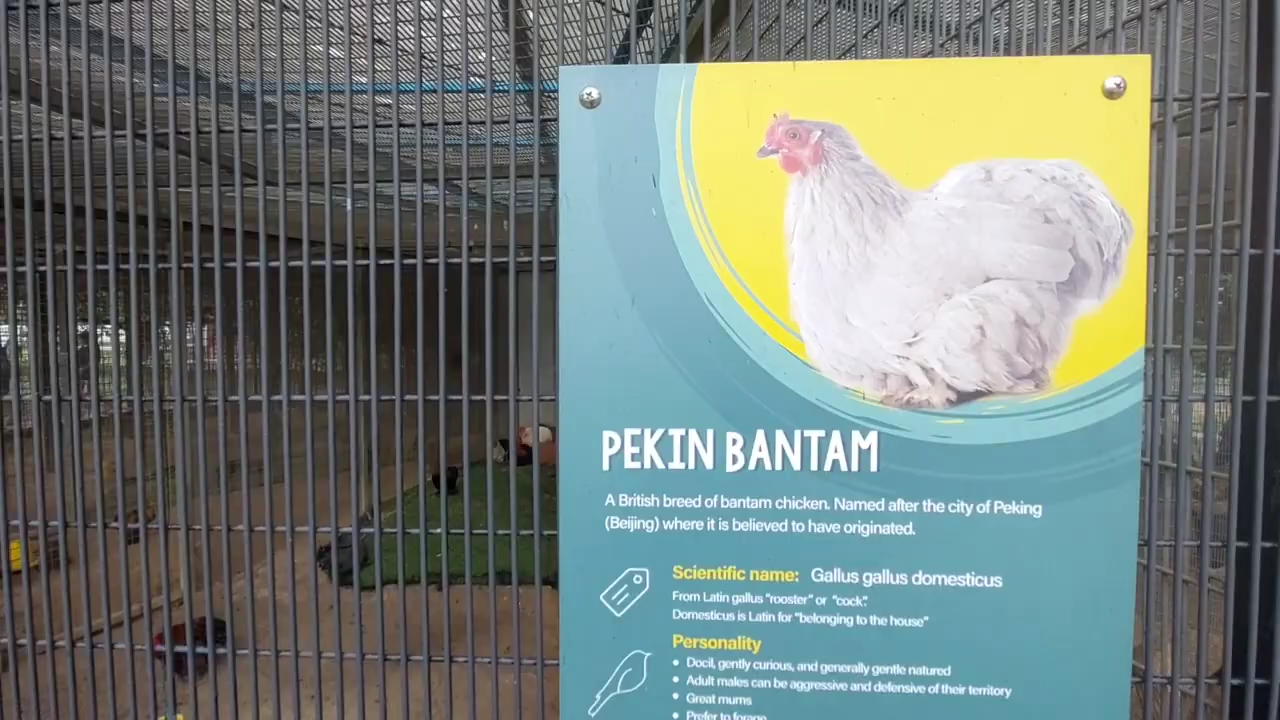 PEKIN BANTAM
A British breed of bantam chicken. Named after the city of Peking
(Beijing) where it is believed to have originated.
Scientific name: Gallus gallus domesticus
From Latin gallus "rooster" or "cock".
Domesticus is Latin for "belonging to the house"
Personality
• Docil, gently curious, and generally gentle natured
• Adult males can be aggressive and defensive of their territory
• Great mums
• Prefer to forage